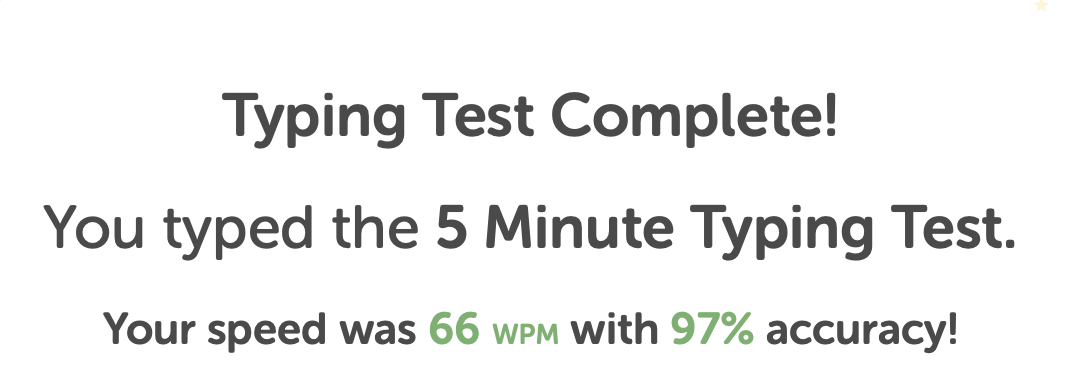 Typing Test Complete!
You typed the 5 Minute Typing Test.
Your speed was 66 WPM with 97% accuracy!